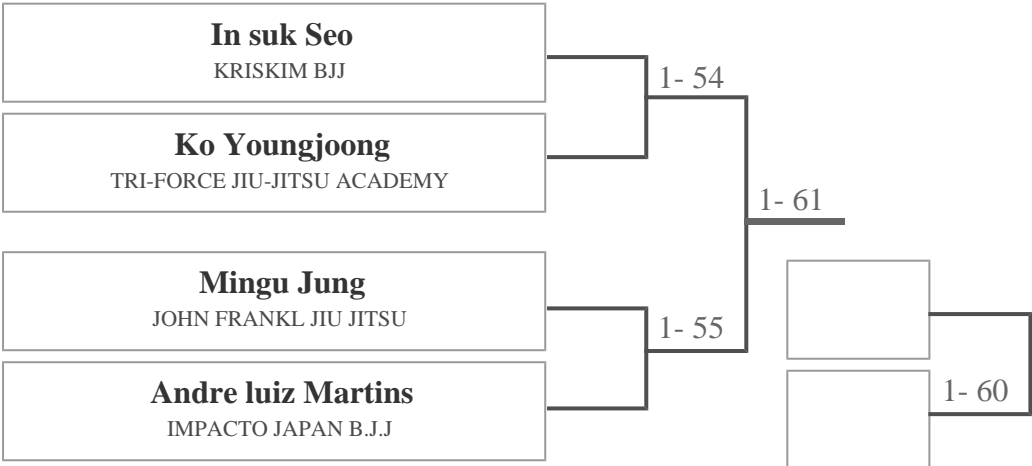 In suk Seo
KRISKIM BJJ
1- 54
Ko Youngjoong
TRI-FORCE JIU-JITSU ACADEMY
1- 61
Mingu Jung
JOHN FRANKL JIU JITSU
1- 55
Andre luiz Martins
IMPACTO JAPAN B.J.J
1- 60